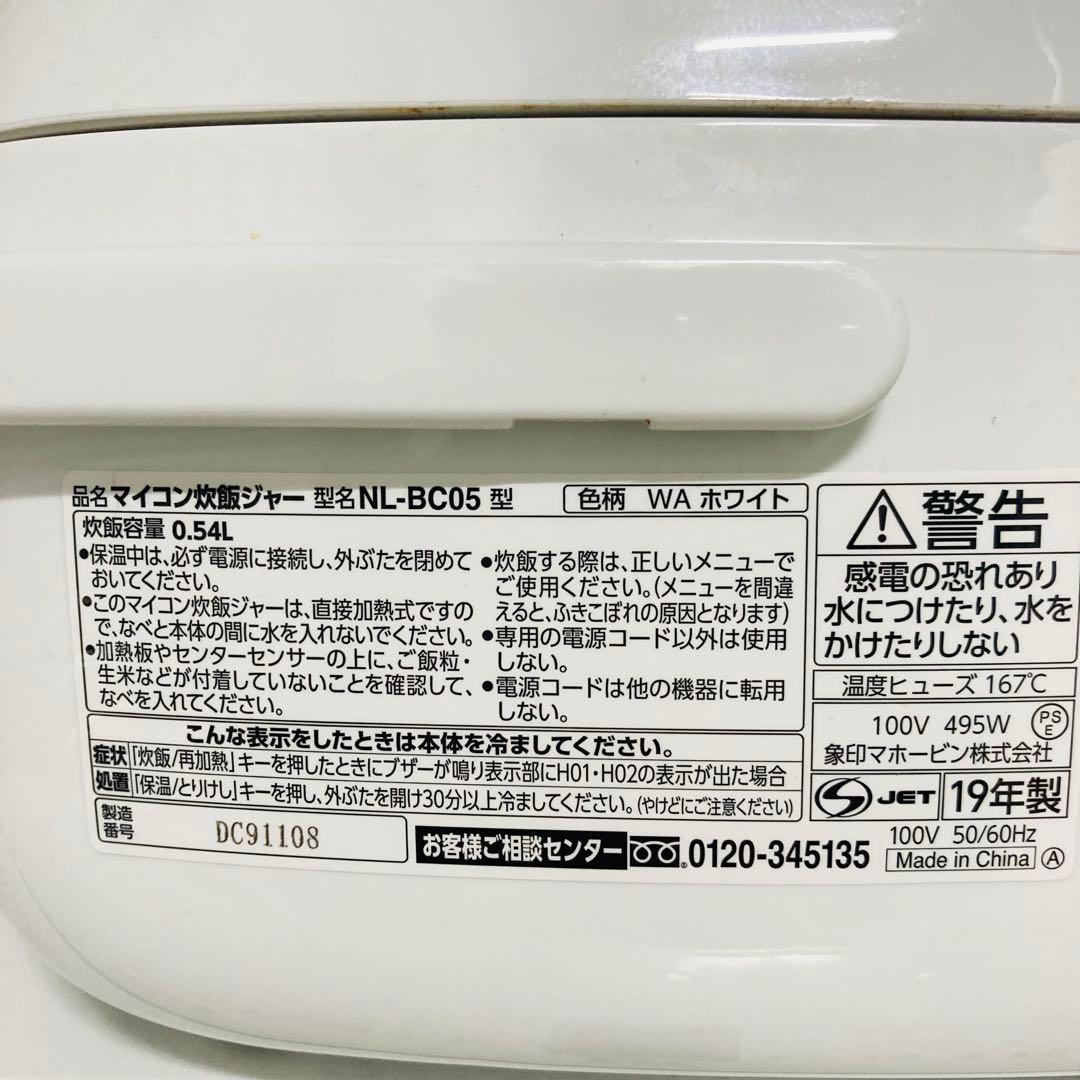 品名 マイコン炊飯ジャー 型名 NL-BC05 型
色柄 WA ホワイト
炊飯容量 0.54L
•保温中は、必ず電源に接続し、外ぶたを閉めて
おいてください。
•このマイコン炊飯ジャーは、直接加熱式ですの
で、なべと本体の間に水を入れないでください。
•加熱板やセンターセンサーの上に、ご飯粒・
生米などが付着していないことを確認して、
なべを入れてください。
•炊飯する際は、正しいメニューで
ご使用ください。(メニューを間違
えると、ふきこぼれの原因となります)
•専用の電源コード以外は使用
しない。
•電源コードは他の機器に転用
しない。
こんな表示をしたときは本体を冷ましてください。
症状 「炊飯/再加熱」キーを押したときにブザーが鳴り表示部にH01・H02の表示が出た場合
処置 「保温/とりけし」キーを押し、外ぶたを開け30分以上冷ましてください。(やけどにご注意ください)
製造
番号
DC91108
お客様ご相談センター 0120-345135
警告
感電の恐れあり
水につけたり、水を
かけたりしない
温度ヒューズ 167℃
100V 495W PS E
象印マホービン株式会社
S JET 19年製
100V 50/60Hz
Made in China A